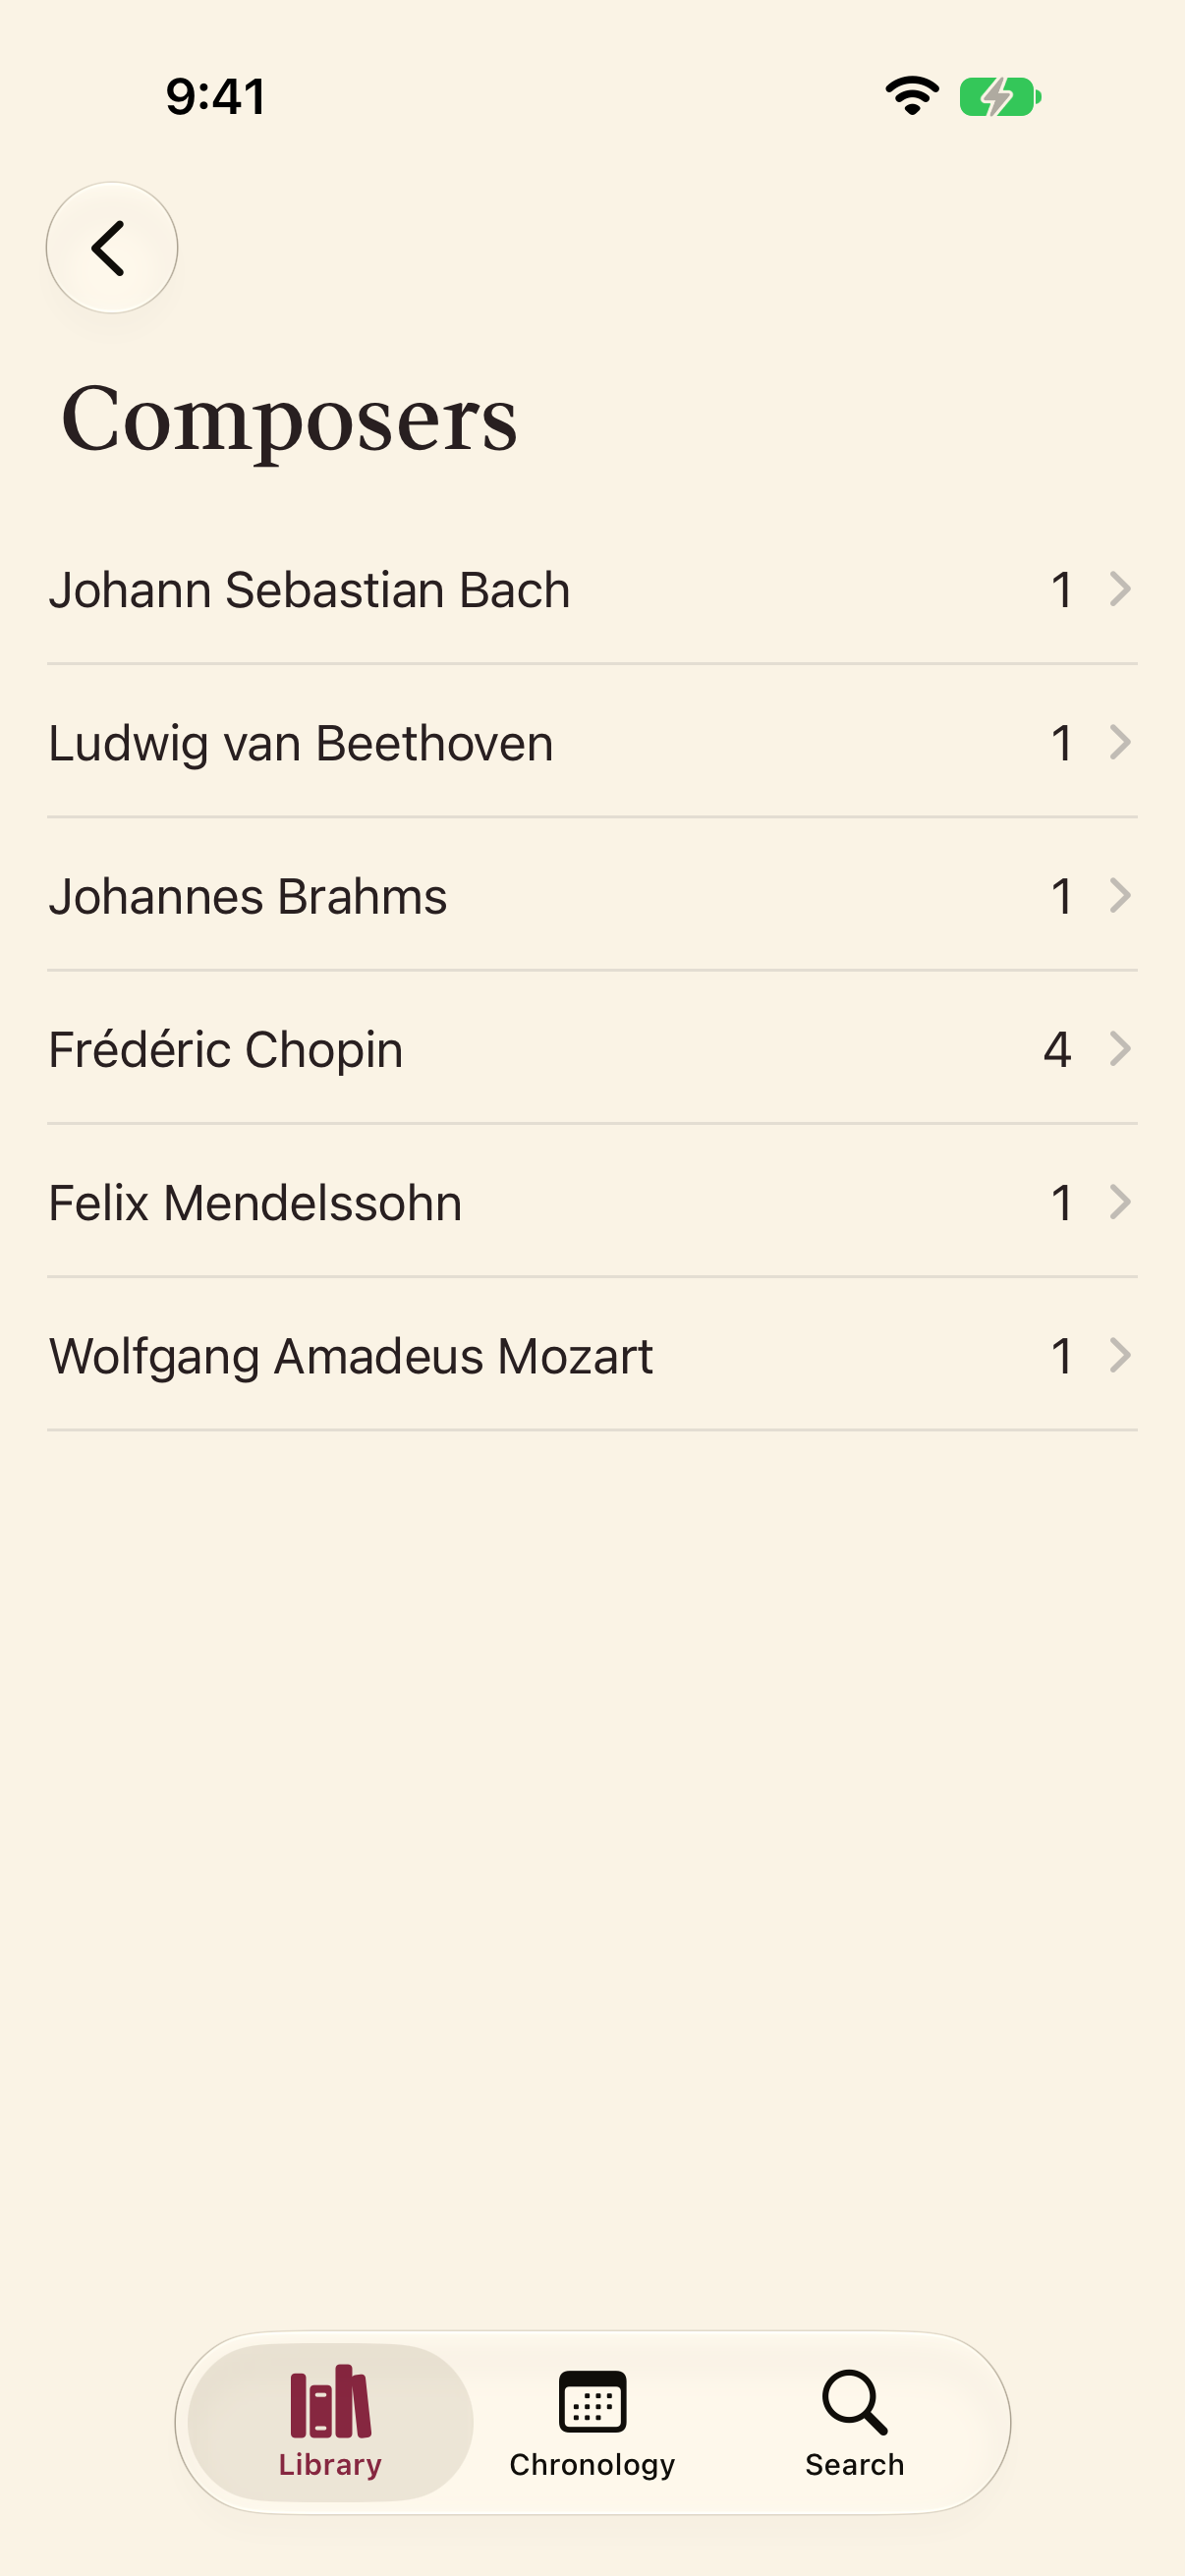 9:41
Composers
Johann Sebastian Bach 1
Ludwig van Beethoven 1
Johannes Brahms 1
Frédéric Chopin 4
Felix Mendelssohn 1
Wolfgang Amadeus Mozart 1
Library Chronology Search